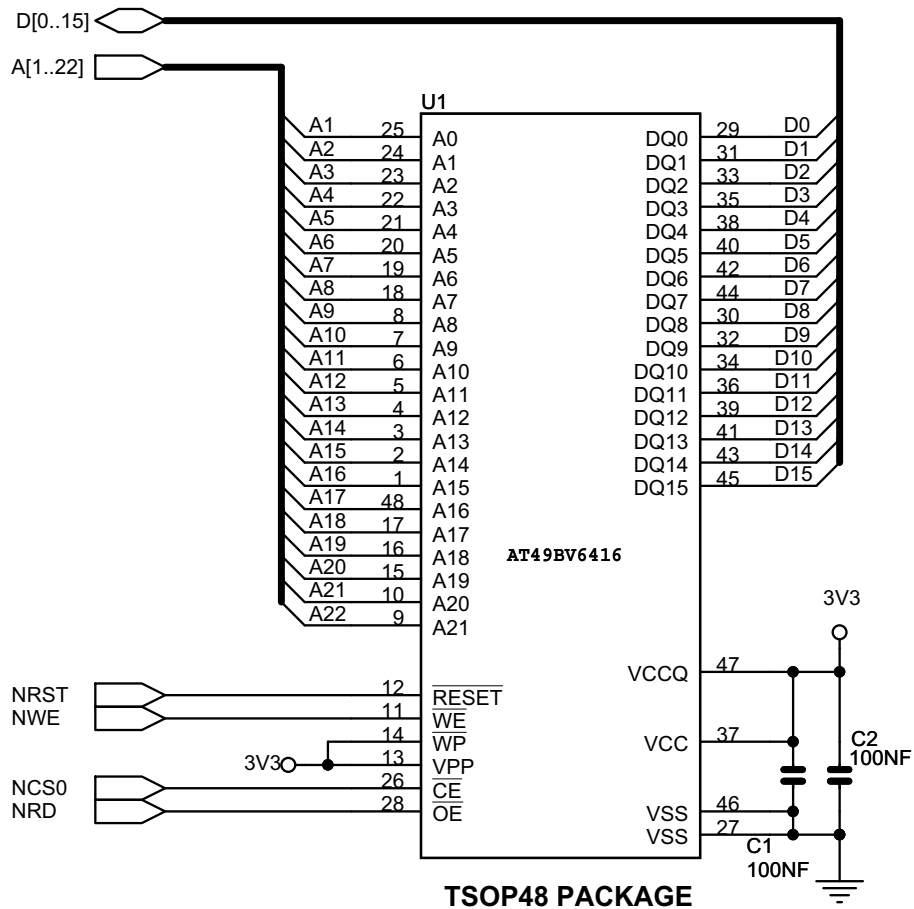 D[0..15]
A[1..22]
U1
A1 25 A0 DQ0 29 D0
A2 24 A1 DQ1 31 D1
A3 23 A2 DQ2 33 D2
A4 22 A3 DQ3 35 D3
A5 21 A4 DQ4 38 D4
A6 20 A5 DQ5 40 D5
A7 19 A6 DQ6 42 D6
A8 18 A7 DQ7 44 D7
A9 8 A8 DQ8 30 D8
A10 7 A9 DQ9 32 D9
A11 6 A10 DQ10 34 D10
A12 5 A11 DQ11 36 D11
A13 4 A12 DQ12 39 D12
A14 3 A13 DQ13 41 D13
A15 2 A14 DQ14 43 D14
A16 1 A15 DQ15 45 D15
A17 48 A16
A18 17 A17
A19 16 A18
A20 15 A19
A21 10 A20
A22 9 A21
AT49BV6416
3V3
VCCQ 47
NRST 12 RESET
NWE 11 WE
14 WP VCC 37
3V3 13 VPP
C2
100NF
NCS0 26 CE
NRD 28 OE VSS 46
VSS 27
C1
100NF
TSOP48 PACKAGE